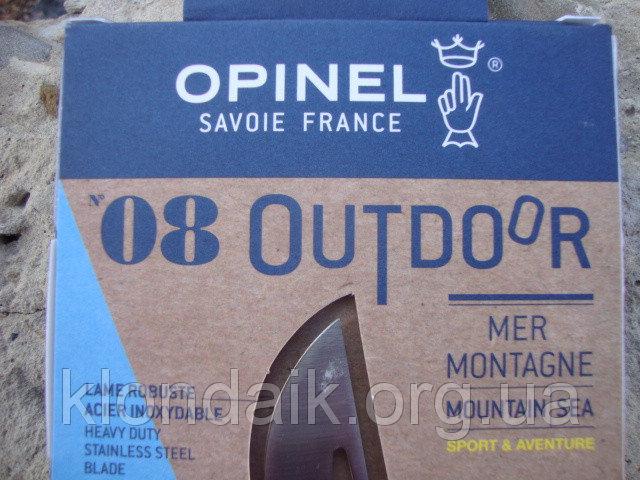 OPINEL ®
SAVOIE FRANCE
N° 08 OUTDOOR
MER
MONTAGNE
MOUNTAIN SEA
SPORT & AVENTURE
LAME ROBUSTE
ACIER INOXYDABLE
HEAVY DUTY
STAINLESS STEEL
BLADE
klondaik.org.ua